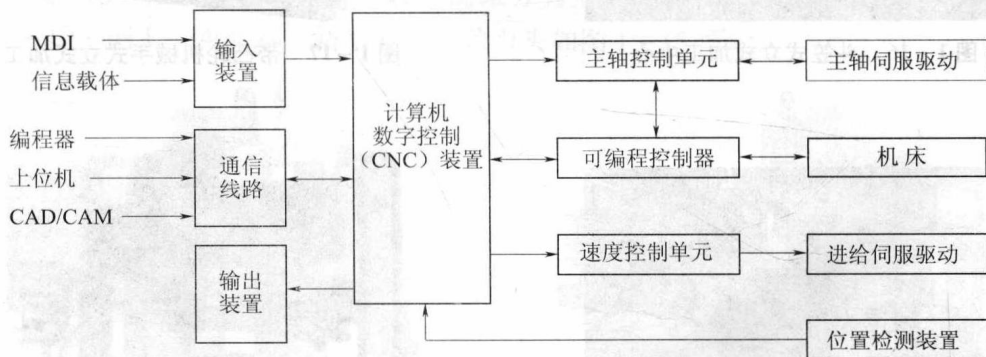 MDI
信息载体
输入
装置
编程器
上位机
CAD/CAM
通信
线路
输出
装置
计算机
数字控制
(CNC)装置
主轴控制单元
主轴伺服驱动
可编程控制器
机床
速度控制单元
进给伺服驱动
位置检测装置